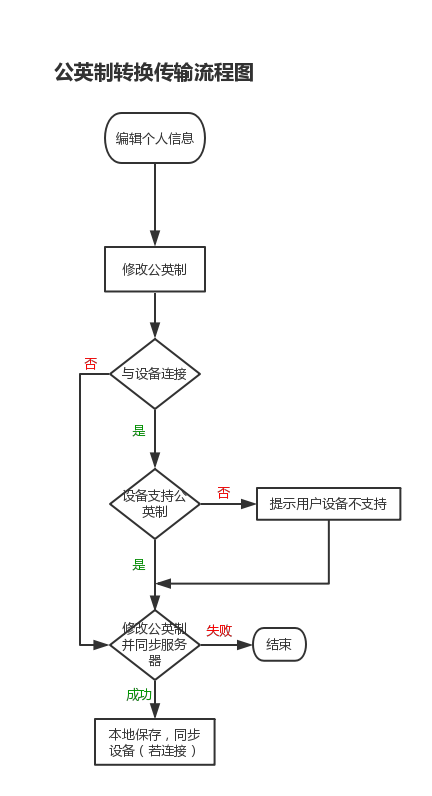 公英制转换传输流程图
编辑个人信息
修改公英制
否
与设备连接
是
设备支持公
英制
否
提示用户设备不支持
是
修改公英制
并同步服务
器
失败
结束
成功
本地保存，同步
设备（若连接）